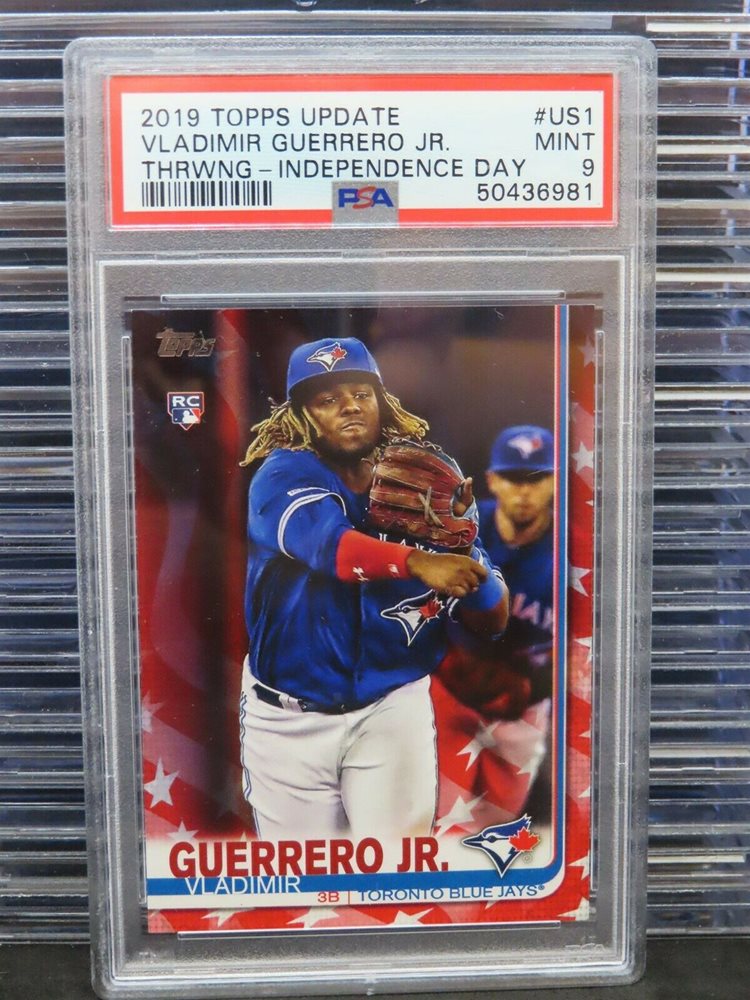 2019 TOPPS UPDATE #US1
VLADIMIR GUERRERO JR. MINT
THRWNG - INDEPENDENCE DAY 9
PSA 50436981
Topps
RC
GUERRERO JR.
VLADIMIR
3B | TORONTO BLUE JAYS®